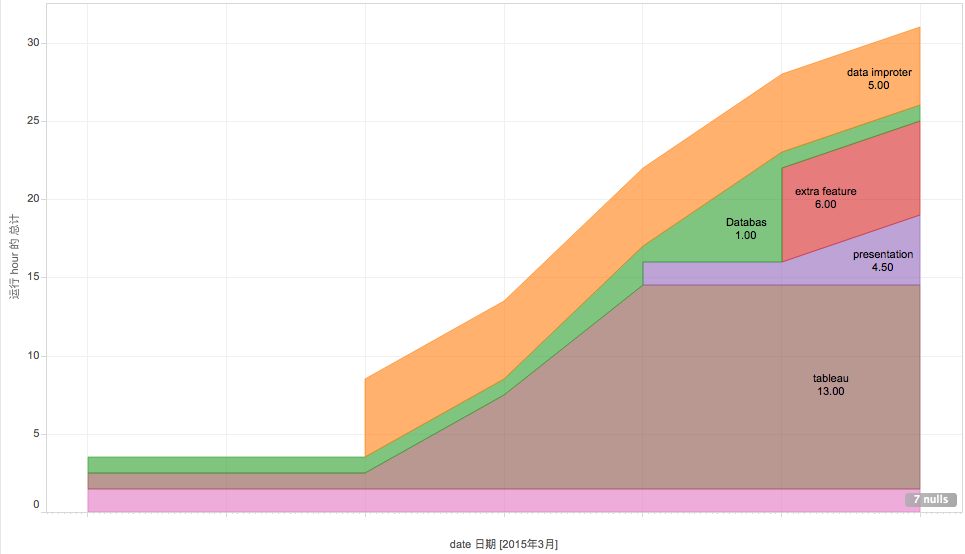 30
25
20
15
10
5
0
运行 hour 的 总计
data improter
5.00
extra feature
6.00
Databas
1.00
presentation
4.50
tableau
13.00
7 nulls
date 日期 [2015年3月]